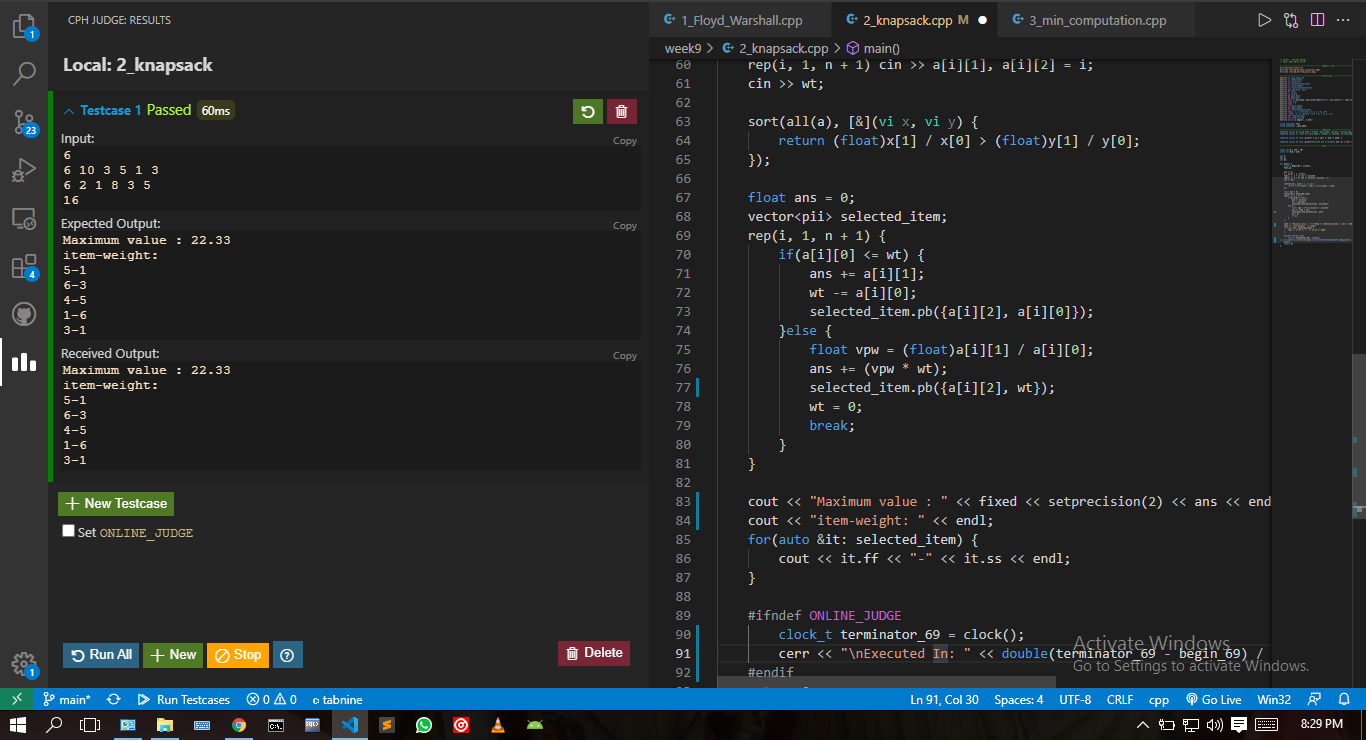 CPH JUDGE: RESULTS
Local: 2_knapsack
Testcase 1 Passed 60ms
Input:
Copy
6
6 10 3 5 1 3
6 2 1 8 3 5
16
Expected Output:
Copy
Maximum value : 22.33
item-weight:
5-1
6-3
4-5
1-6
3-1
Received Output:
Copy
Maximum value : 22.33
item-weight:
5-1
6-3
4-5
1-6
3-1
New Testcase
Set ONLINE_JUDGE
Run All
New
Stop
Delete
1
23
4
1
1_Floyd_Warshall.cpp
2_knapsack.cpp M
3_min_computation.cpp
week9 > 2_knapsack.cpp > main()
60 rep(i, 1, n + 1) cin >> a[i][1], a[i][2] = i;
61 cin >> wt;
62
63 sort(all(a), [&](vi x, vi y) {
64 return (float)x[1] / x[0] > (float)y[1] / y[0];
65 });
66
67 float ans = 0;
68 vector<pii> selected_item;
69 rep(i, 1, n + 1) {
70 if(a[i][0] <= wt) {
71 ans += a[i][1];
72 wt -= a[i][0];
73 selected_item.pb({a[i][2], a[i][0]});
74 }else {
75 float vpw = (float)a[i][1] / a[i][0];
76 ans += (vpw * wt);
77 selected_item.pb({a[i][2], wt});
78 wt = 0;
79 break;
80 }
81 }
82
83 cout << "Maximum value : " << fixed << setprecision(2) << ans << end
84 cout << "item-weight: " << endl;
85 for(auto &it: selected_item) {
86 cout << it.ff << "-" << it.ss << endl;
87 }
88
89 #ifndef ONLINE_JUDGE
90 clock_t terminator_69 = clock();
91 cerr << "\nExecuted In: " << double(terminator_69 - begin_69) /
92 #endif
Activate Windows
Go to Settings to activate Windows.
main*
Run Testcases
0 0
tabnine
Ln 91, Col 30
Spaces: 4
UTF-8
CRLF
cpp
Go Live
Win32
8:29 PM